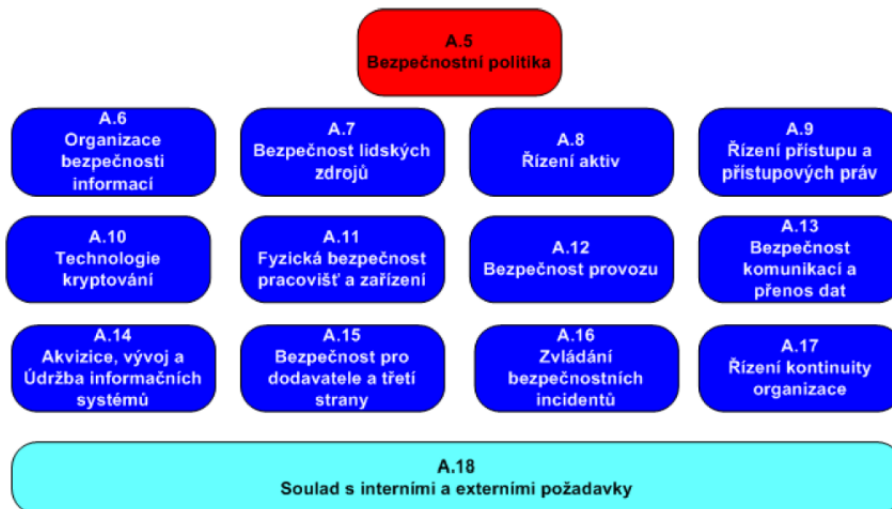 A.5
Bezpečnostní politika
A.6
Organizace
bezpečnosti
informací
A.7
Bezpečnost lidských
zdrojů
A.8
Řízení aktiv
A.9
Řízení přístupu a
přístupových práv
A.10
Technologie
kryptování
A.11
Fyzická bezpečnost
pracovišť a zařízení
A.12
Bezpečnost provozu
A.13
Bezpečnost
komunikací a
přenos dat
A.14
Akvizice, vývoj a
Údržba informačních
systémů
A.15
Bezpečnost pro
dodavatele a třetí
strany
A.16
Zvládání
bezpečnostních
incidentů
A.17
Řízení kontinuity
organizace
A.18
Soulad s interními a externími požadavky